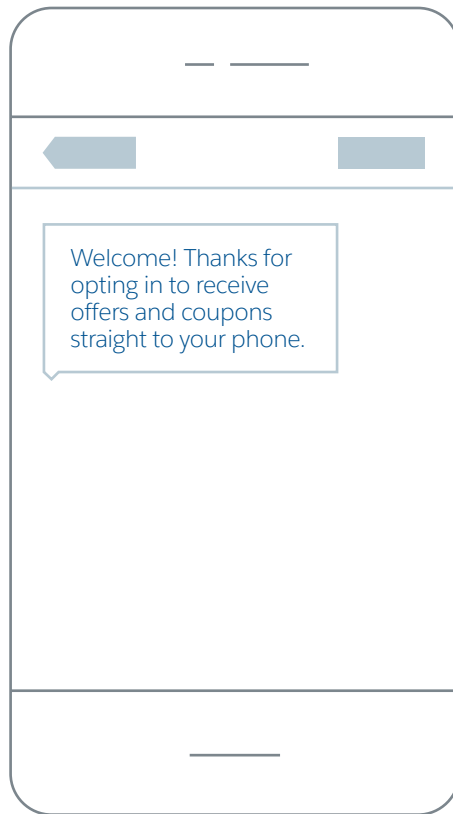 Welcome! Thanks for
opting in to receive
offers and coupons
straight to your phone.